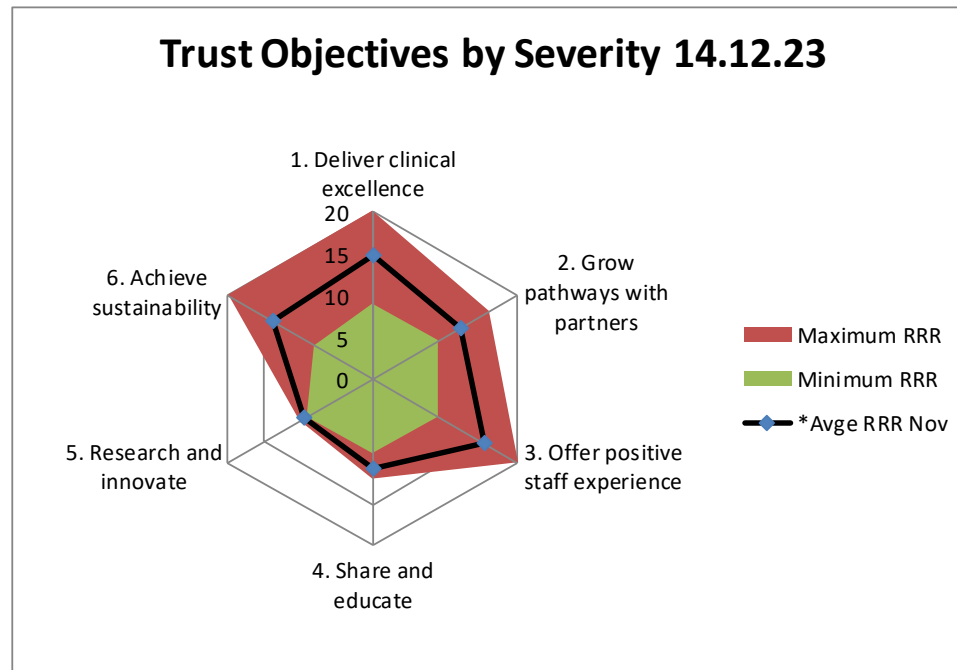 Trust Objectives by Severity 14.12.23
1. Deliver clinical
excellence
20
15
10
5
0
2. Grow
pathways with
partners
3. Offer positive
staff experience
4. Share and
educate
5. Research and
innovate
6. Achieve
sustainability
Maximum RRR
Minimum RRR
*Avge RRR Nov